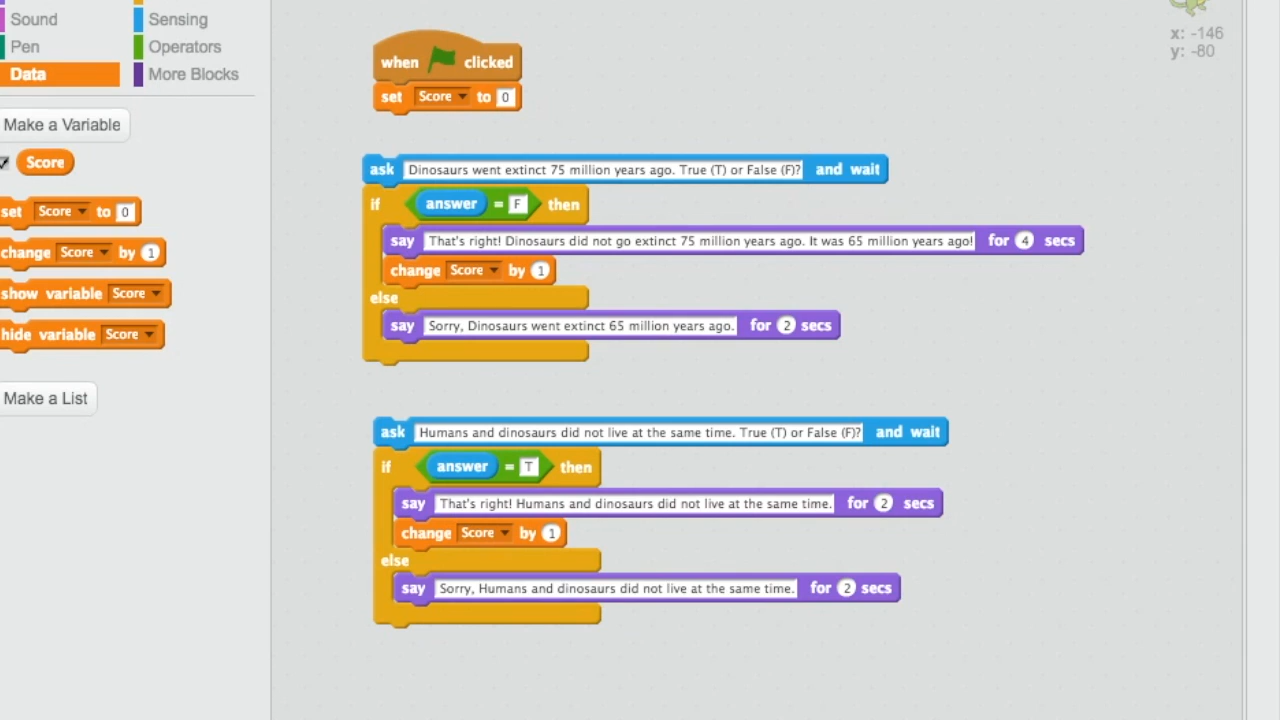 Sound
Sensing
Pen
Operators
Data
More Blocks
Make a Variable
Score
set Score to 0
change Score by 1
show variable Score
hide variable Score
Make a List
when clicked
set Score to 0
ask Dinosaurs went extinct 75 million years ago. True (T) or False (F)? and wait
if answer = F then
say That's right! Dinosaurs did not go extinct 75 million years ago. It was 65 million years ago! for 4 secs
change Score by 1
else
say Sorry, Dinosaurs went extinct 65 million years ago. for 2 secs
ask Humans and dinosaurs did not live at the same time. True (T) or False (F)? and wait
if answer = T then
say That's right! Humans and dinosaurs did not live at the same time. for 2 secs
change Score by 1
else
say Sorry, Humans and dinosaurs did not live at the same time. for 2 secs
x: -146
y: -80